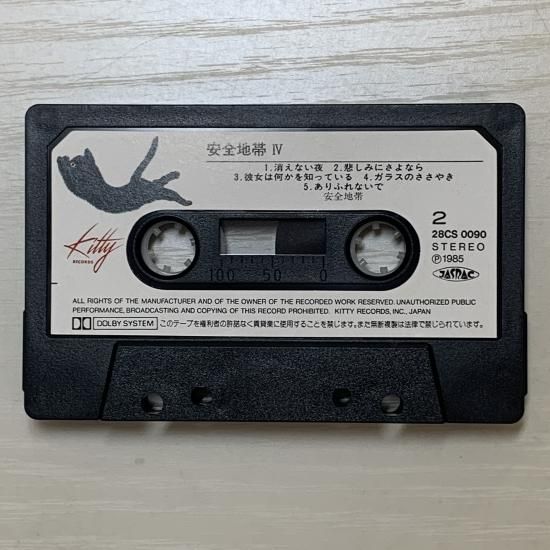 安全地帯 Ⅳ
1.消えない夜 2.悲しみにさよなら
3.彼女は何かを知っている 4.ガラスのささやき
5.ありふれないで
安全地帯
Kitty
RECORDS
2
28CS 0090
STEREO
Ⓟ1985
JASRAC
100 50 0
ALL RIGHTS OF THE MANUFACTURER AND OF THE OWNER OF THE RECORDED WORK RESERVED. UNAUTHORIZED PUBLIC
PERFORMANCE, BROADCASTING AND COPYING OF THIS RECORD PROHIBITED. KITTY RECORDS, INC., JAPAN
DOLBY SYSTEM このテープを権利者の許諾なく賃貸業に使用することを禁じます。また無断複製は法律で禁じられています。